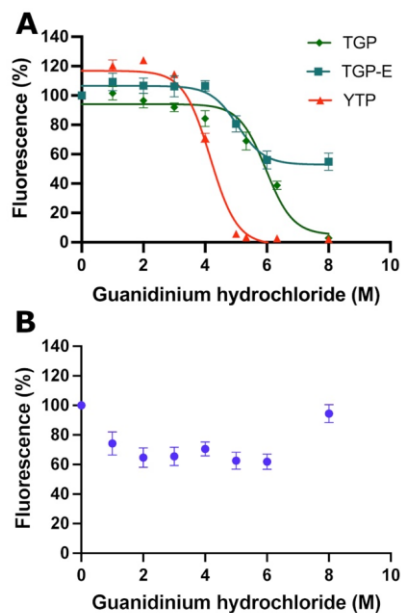 A
140
120
100
80
60
40
20
0
Fluorescence (%)
TGP
TGP-E
YTP
0 2 4 6 8 10
Guanidinium hydrochloride (M)
B
140
120
100
80
60
40
20
0
Fluorescence (%)
0 2 4 6 8 10
Guanidinium hydrochloride (M)